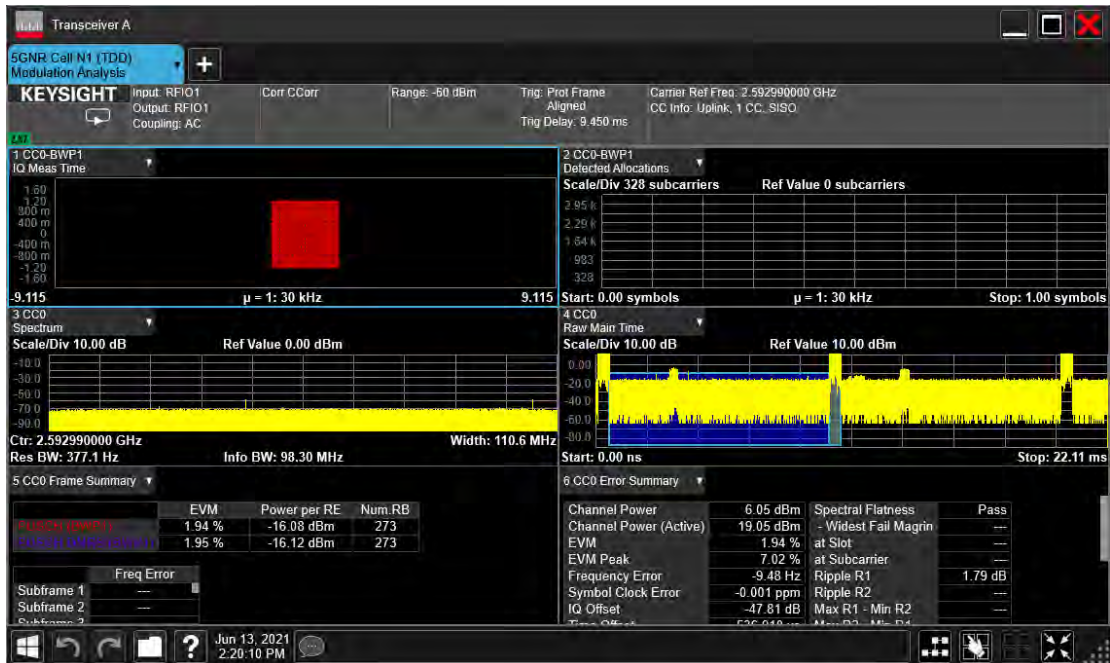 Transceiver A
5GNR Cell N1 (TDD)
Modulation Analysis
+
KEYSIGHT
Input: RFIO1
Output: RFIO1
Coupling: AC
Corr CCorr
Range: -50 dBm
Trig: Prot Frame
Aligned
Trig Delay: 9.450 ms
Carrier Ref Freq: 2.592990000 GHz
CC Info: Uplink, 1 CC, SISO
1 CC0-BWP1
IQ Meas Time
1.60
1.20
800 m
400 m
0
-400 m
-800 m
-1.20
-1.60
-9.115
µ = 1: 30 kHz
9.115
2 CC0-BWP1
Detected Allocations
Scale/Div 328 subcarriers
Ref Value 0 subcarriers
2.95 k
2.29 k
1.64 k
983
328
Start: 0.00 symbols
µ = 1: 30 kHz
Stop: 1.00 symbols
3 CC0
Spectrum
Scale/Div 10.00 dB
Ref Value 0.00 dBm
-10.0
-30.0
-50.0
-70.0
-90.0
Ctr: 2.592990000 GHz
Width: 110.6 MHz
Res BW: 377.1 Hz
Info BW: 98.30 MHz
4 CC0
Raw Main Time
Scale/Div 10.00 dB
Ref Value 10.00 dBm
0.00
-20.0
-40.0
-60.0
-80.0
Start: 0.00 ns
Stop: 22.11 ms
5 CC0 Frame Summary
EVM Power per RE Num.RB
1.94 % -16.08 dBm 273
1.95 % -16.12 dBm 273
Freq Error
Subframe 1 ---
Subframe 2 ---
Subframe 3
6 CC0 Error Summary
Channel Power 6.05 dBm Spectral Flatness Pass
Channel Power (Active) 19.05 dBm - Widest Fail Magrin ---
EVM 1.94 % at Slot ---
EVM Peak 7.02 % at Subcarrier ---
Frequency Error -9.48 Hz Ripple R1 1.79 dB
Symbol Clock Error -0.001 ppm Ripple R2 ---
IQ Offset -47.81 dB Max R1 - Min R2 ---
Time Offset Max R2 - Min R1
?
Jun 13, 2021
2:20:10 PM